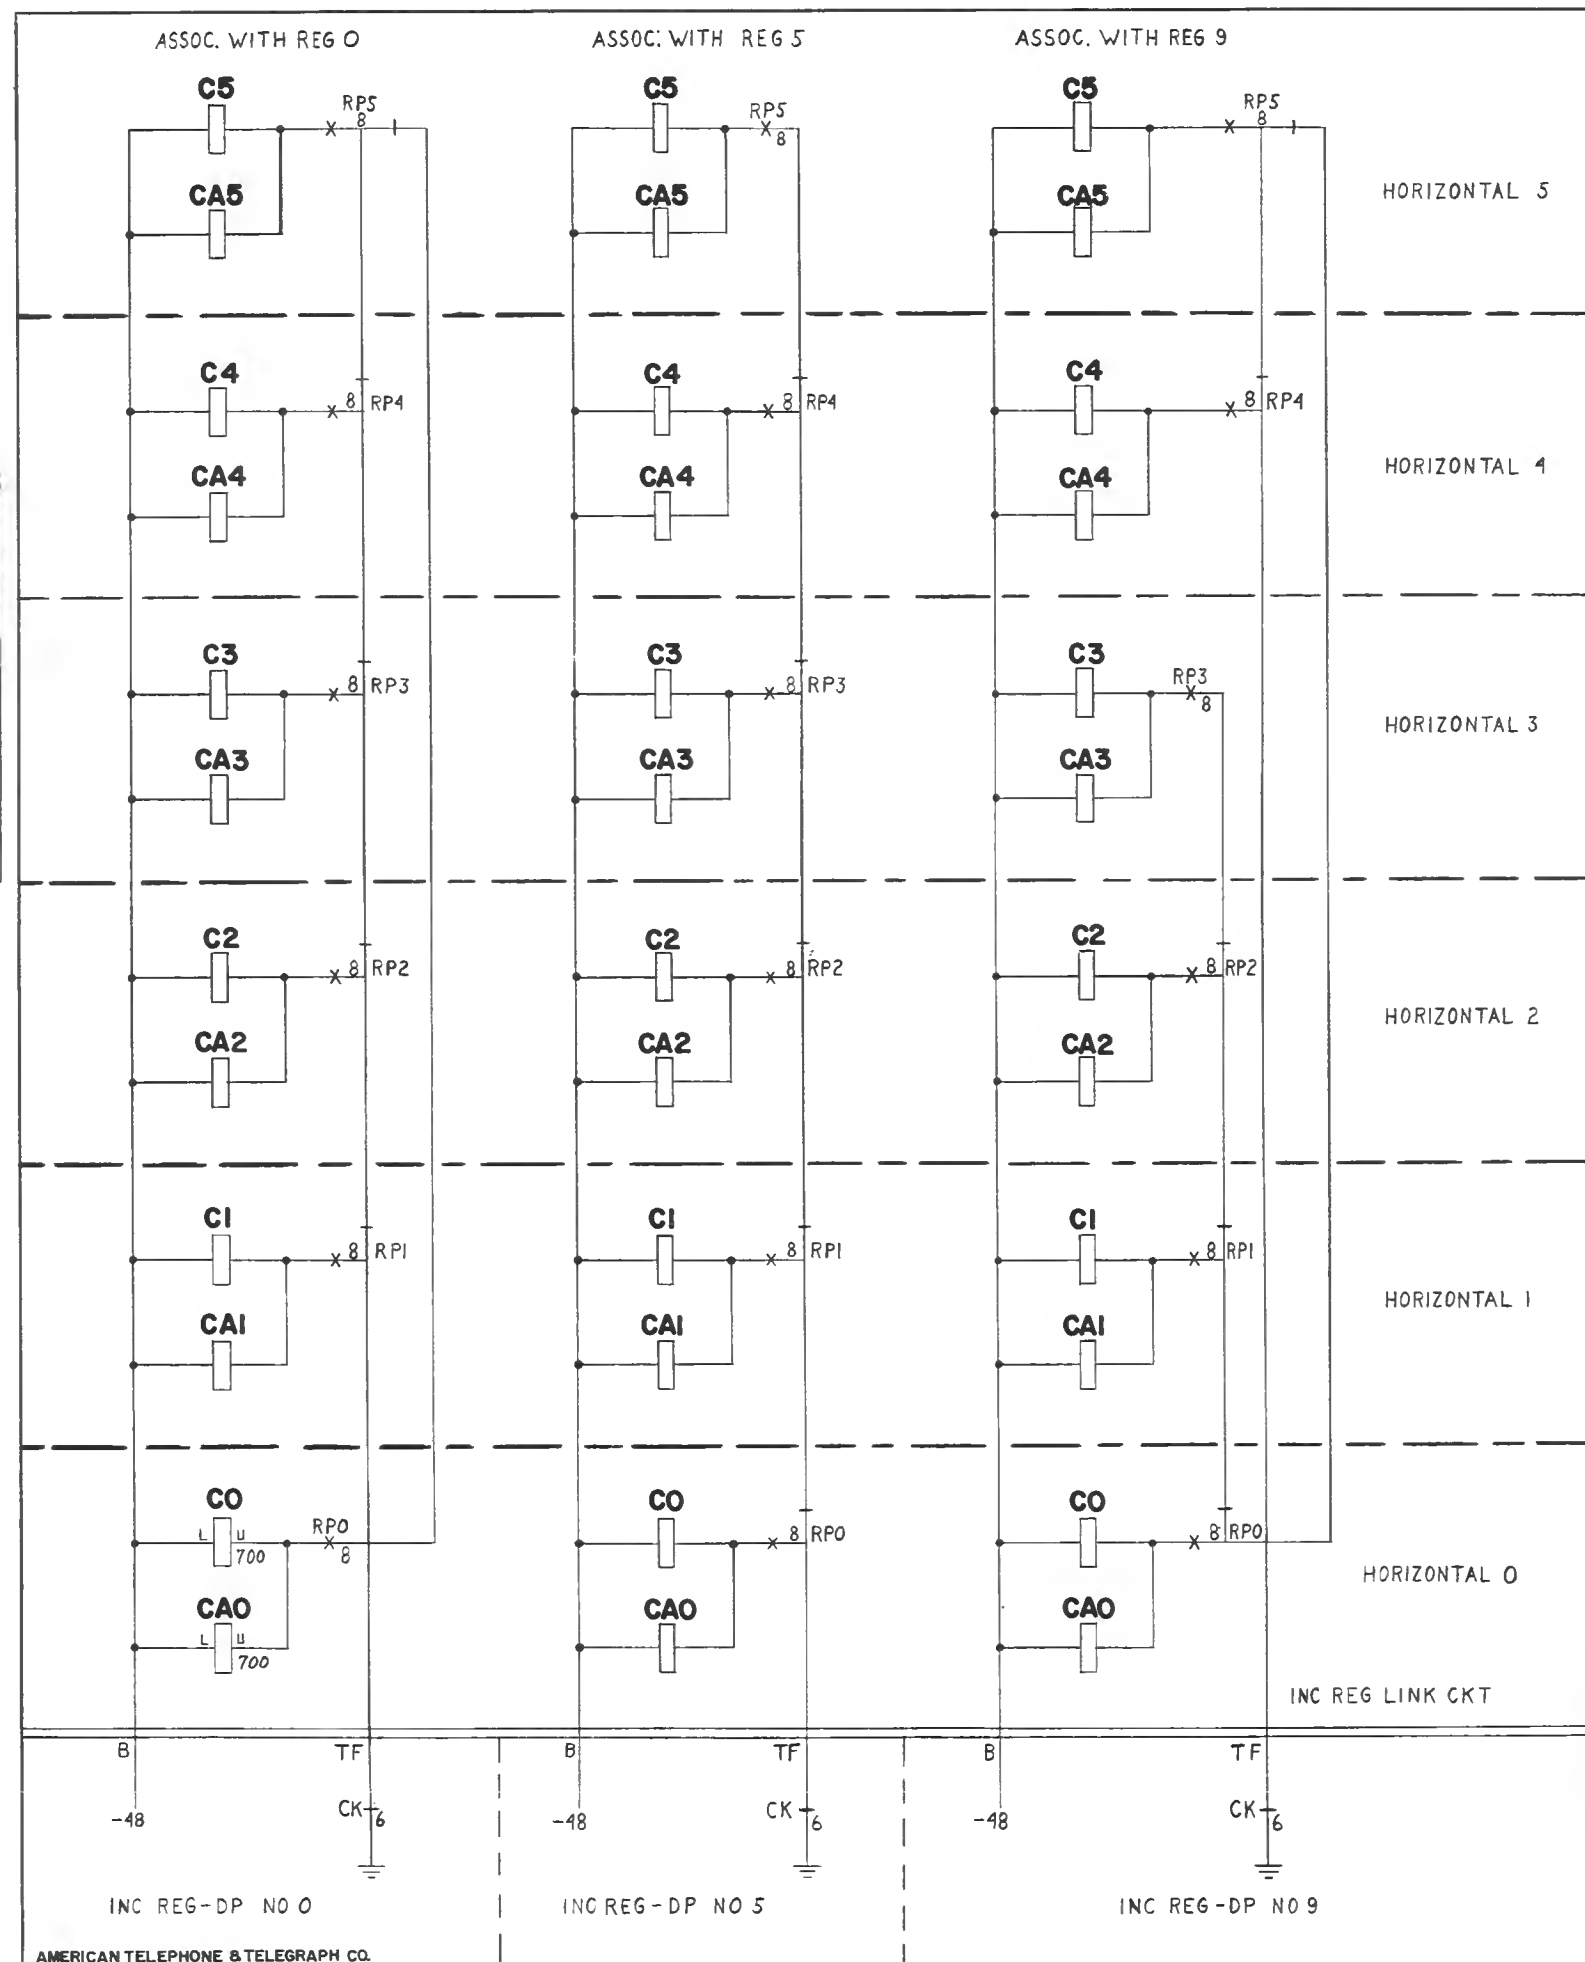 ASSOC. WITH REG 0 ASSOC. WITH REG 5 ASSOC. WITH REG 9
C5 RP5 8 C5 RP5 8 C5 RP5 8
CA5 CA5 CA5 HORIZONTAL 5
C4 8 RP4 C4 8 RP4 C4 8 RP4
CA4 CA4 CA4 HORIZONTAL 4
C3 8 RP3 C3 8 RP3 C3 RP3 8
CA3 CA3 CA3 HORIZONTAL 3
C2 8 RP2 C2 8 RP2 C2 8 RP2
CA2 CA2 CA2 HORIZONTAL 2
C1 8 RP1 C1 8 RP1 C1 8 RP1
CA1 CA1 CA1 HORIZONTAL 1
C0 L U 700 RP0 8 C0 8 RP0 C0 8 RP0
HORIZONTAL 0
CA0 L U 700 CA0 CA0
INC REG LINK CKT
B TF B TF B TF
-48 CK 6 -48 CK 6 -48 CK 6
INC REG-DP NO 0 INC REG-DP NO 5 INC REG-DP NO 9
AMERICAN TELEPHONE & TELEGRAPH CO.